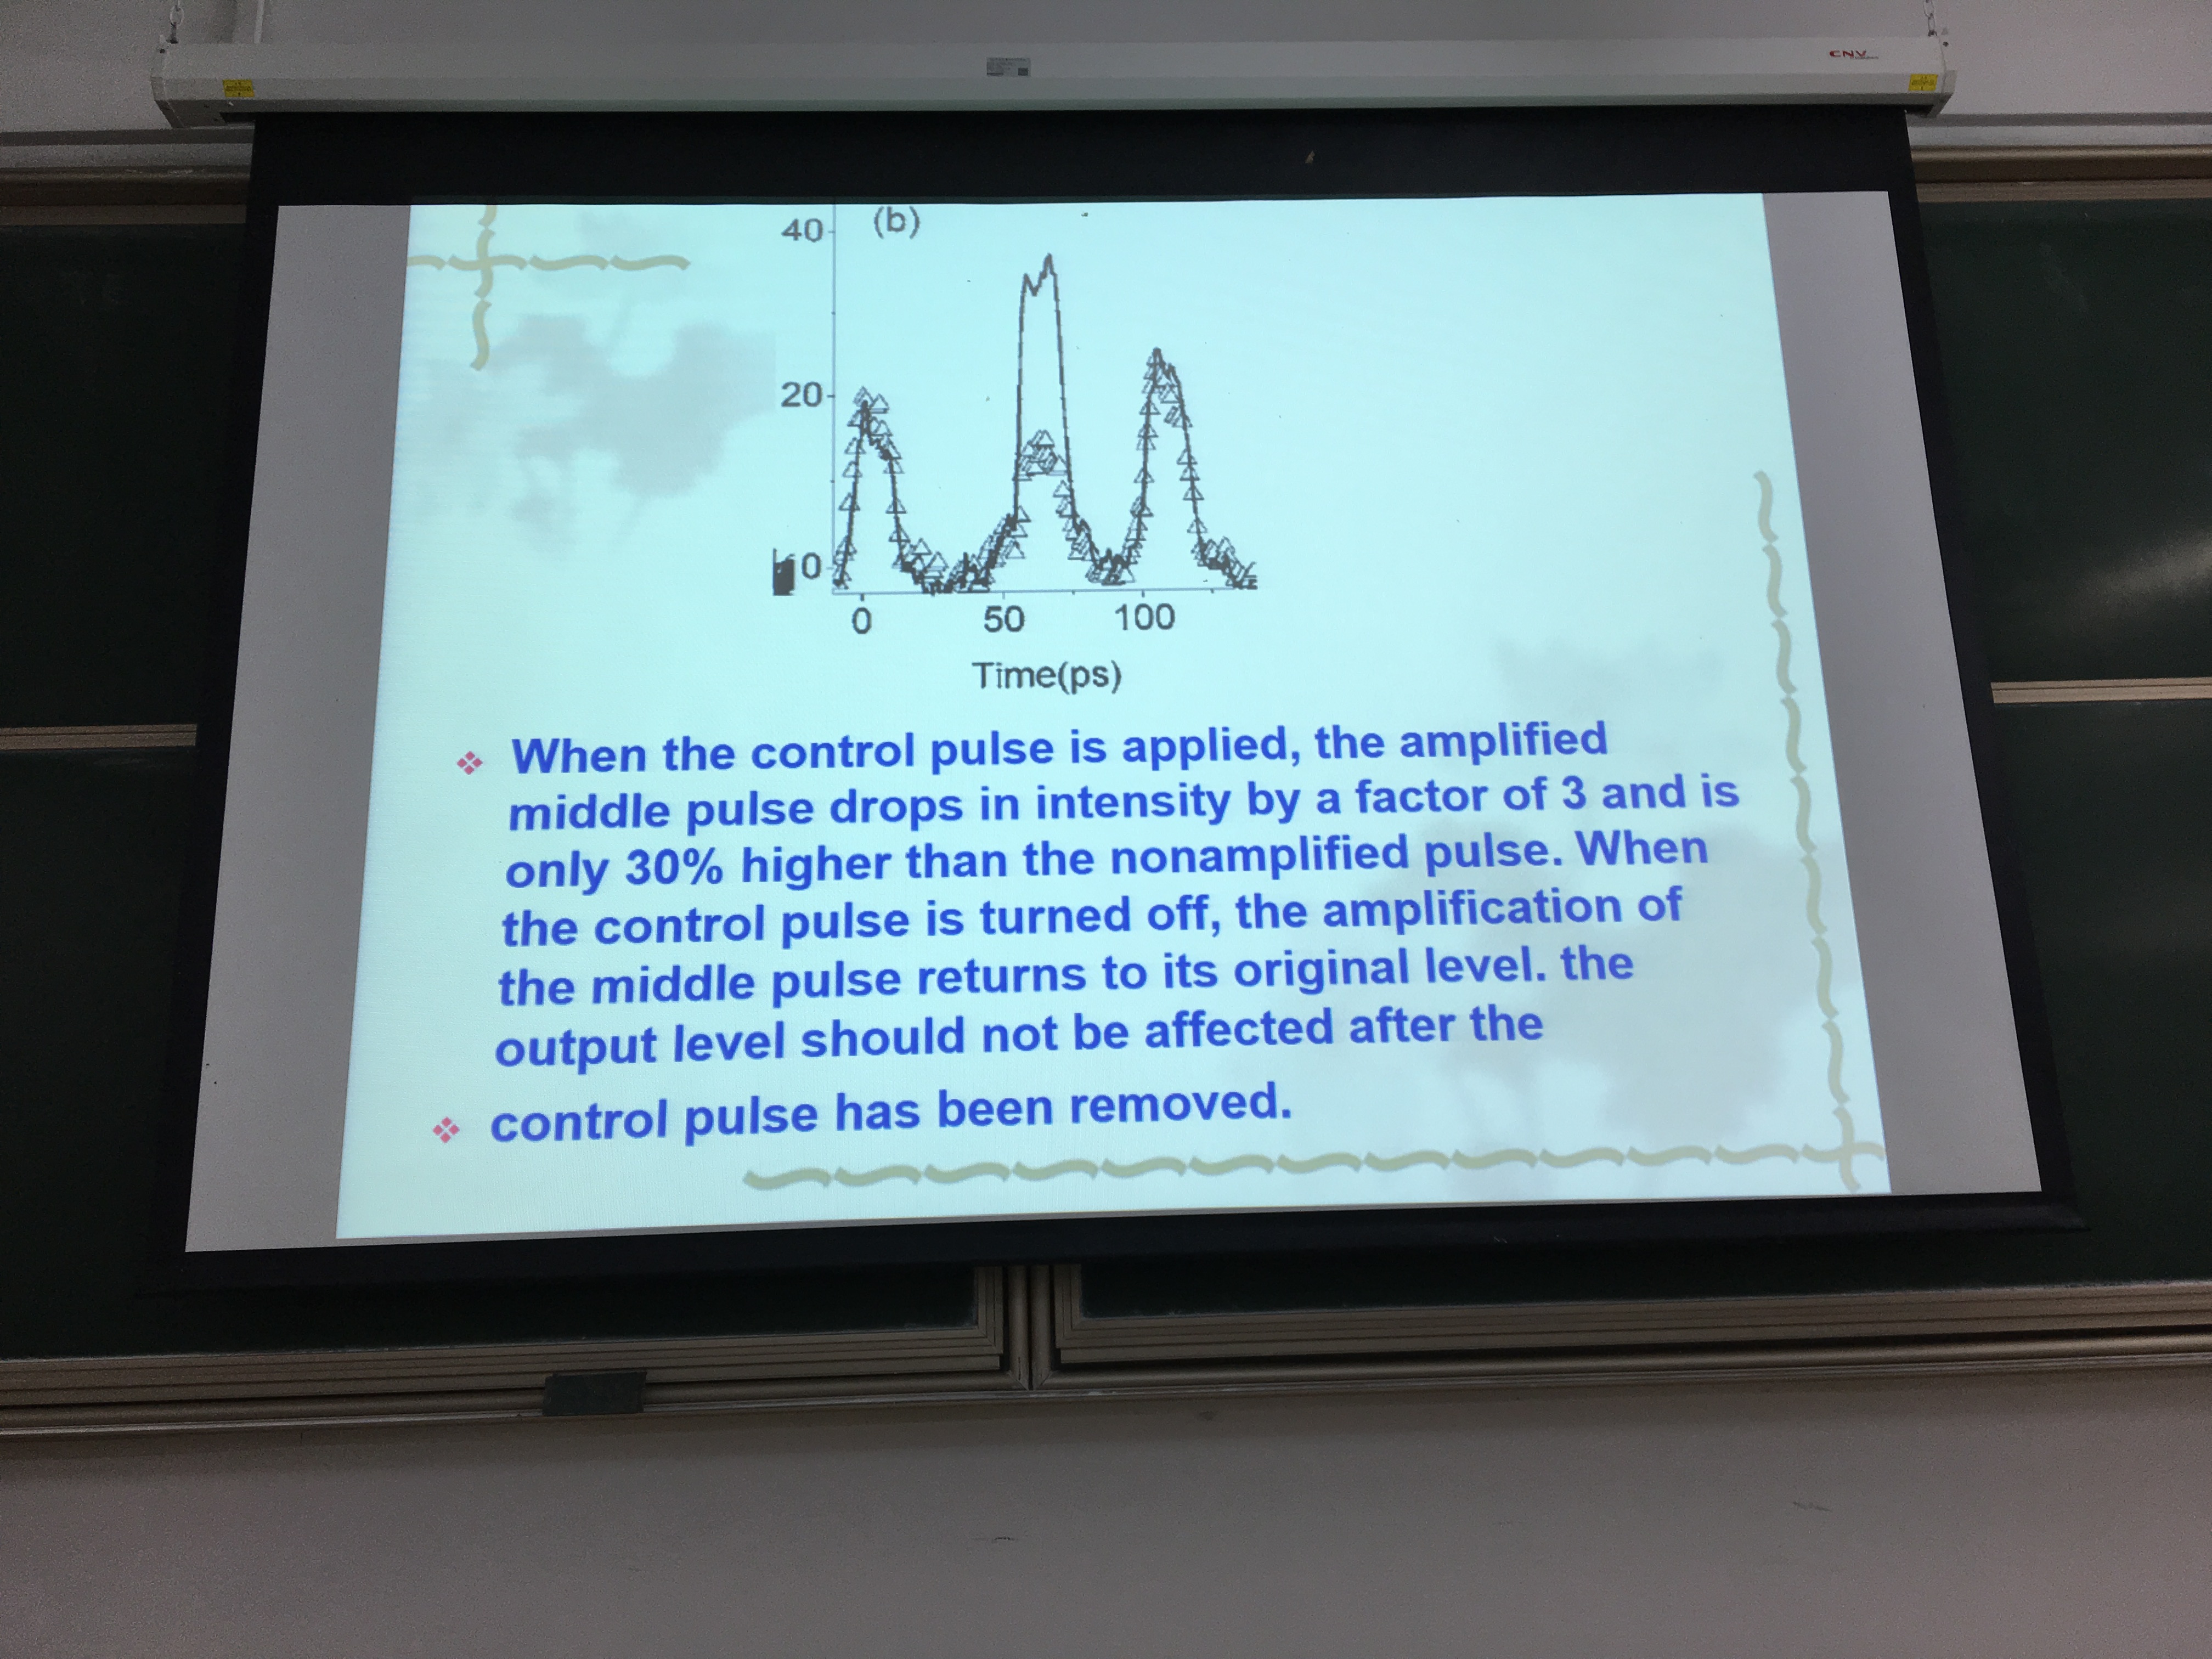 CNV
(b)
40
20
0
0 50 100
Time(ps)
When the control pulse is applied, the amplified
middle pulse drops in intensity by a factor of 3 and is
only 30% higher than the nonamplified pulse. When
the control pulse is turned off, the amplification of
the middle pulse returns to its original level. the
output level should not be affected after the
control pulse has been removed.